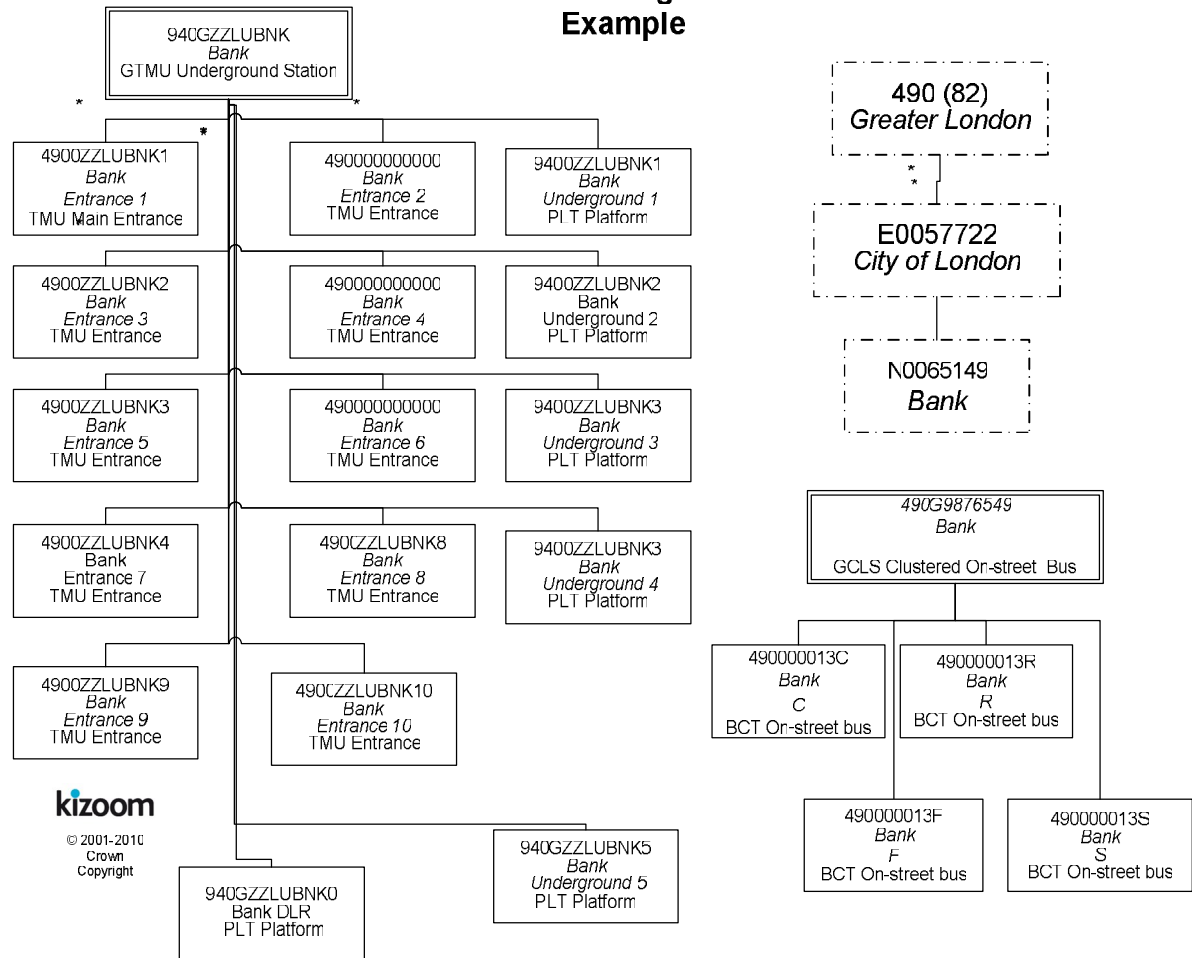 Example
940GZZLUBNK
Bank
GTMU Underground Station
*
*
*
4900ZZLUBNK1
Bank
Entrance 1
TMU Main Entrance
*
490000000000
Bank
Entrance 2
TMU Entrance
9400ZZLUBNK1
Bank
Underground 1
PLT Platform
4900ZZLUBNK2
Bank
Entrance 3
TMU Entrance
490000000000
Bank
Entrance 4
TMU Entrance
9400ZZLUBNK2
Bank
Underground 2
PLT Platform
4900ZZLUBNK3
Bank
Entrance 5
TMU Entrance
490000000000
Bank
Entrance 6
TMU Entrance
9400ZZLUBNK3
Bank
Underground 3
PLT Platform
4900ZZLUBNK4
Bank
Entrance 7
TMU Entrance
4900ZZLUBNK8
Bank
Entrance 8
TMU Entrance
9400ZZLUBNK3
Bank
Underground 4
PLT Platform
4900ZZLUBNK9
Bank
Entrance 9
TMU Entrance
4900ZZLUBNK10
Bank
Entrance 10
TMU Entrance
940GZZLUBNK0
Bank DLR
PLT Platform
940GZZLUBNK5
Bank
Underground 5
PLT Platform
kizoom
© 2001-2010
Crown
Copyright
490 (82)
Greater London
*
*
E0057722
City of London
N0065149
Bank
490G9876549
Bank
GCLS Clustered On-street Bus
490000013C
Bank
C
BCT On-street bus
490000013R
Bank
R
BCT On-street bus
490000013F
Bank
F
BCT On-street bus
490000013S
Bank
S
BCT On-street bus